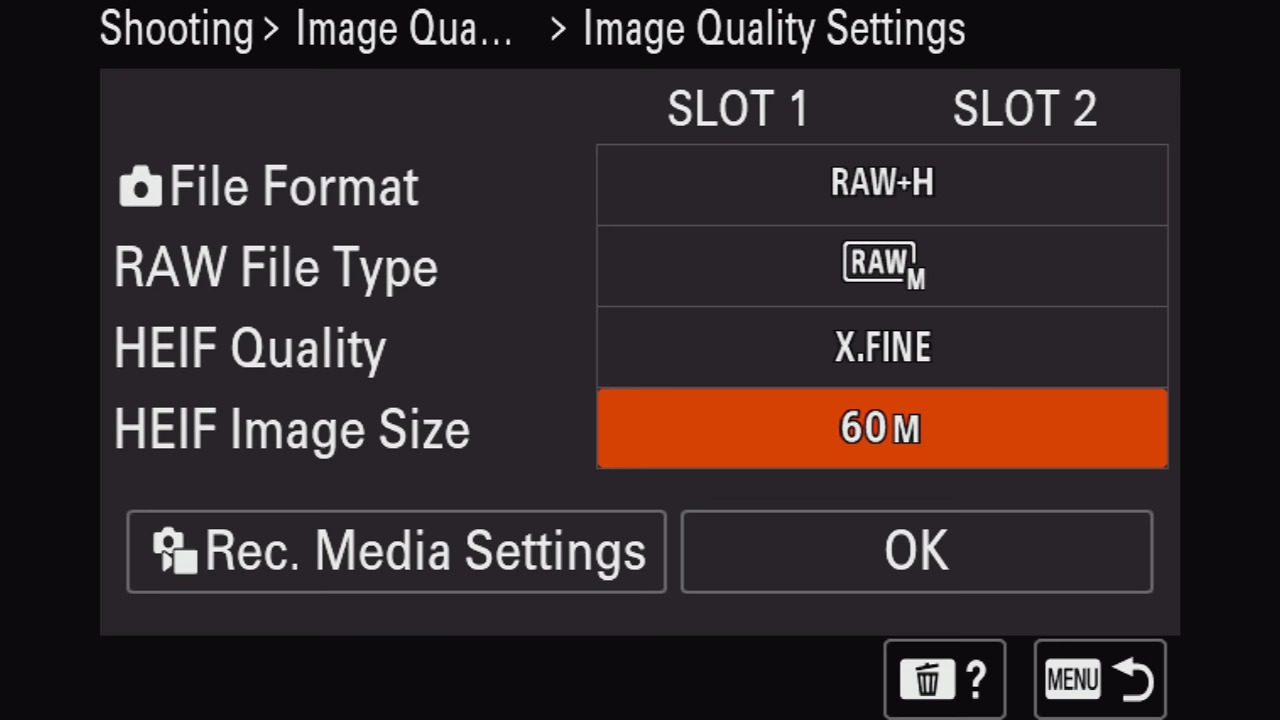 Shooting > Image Qua... > Image Quality Settings
SLOT 1 SLOT 2
File Format RAW+H
RAW File Type RAW M
HEIF Quality X.FINE
HEIF Image Size 60M
Rec. Media Settings OK
? MENU